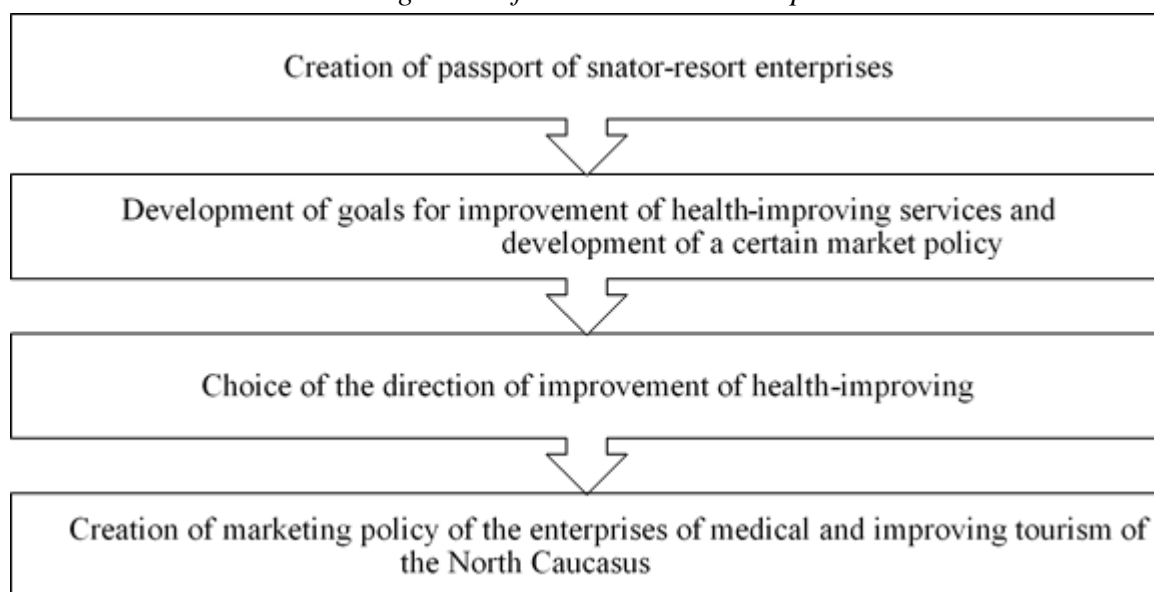 Creation of passport of snator-resort enterprises
Development of goals for improvement of health-improving services and
development of a certain market policy
Choice of the direction of improvement of health-improving
Creation of marketing policy of the enterprises of medical and improving tourism of
the North Caucasus